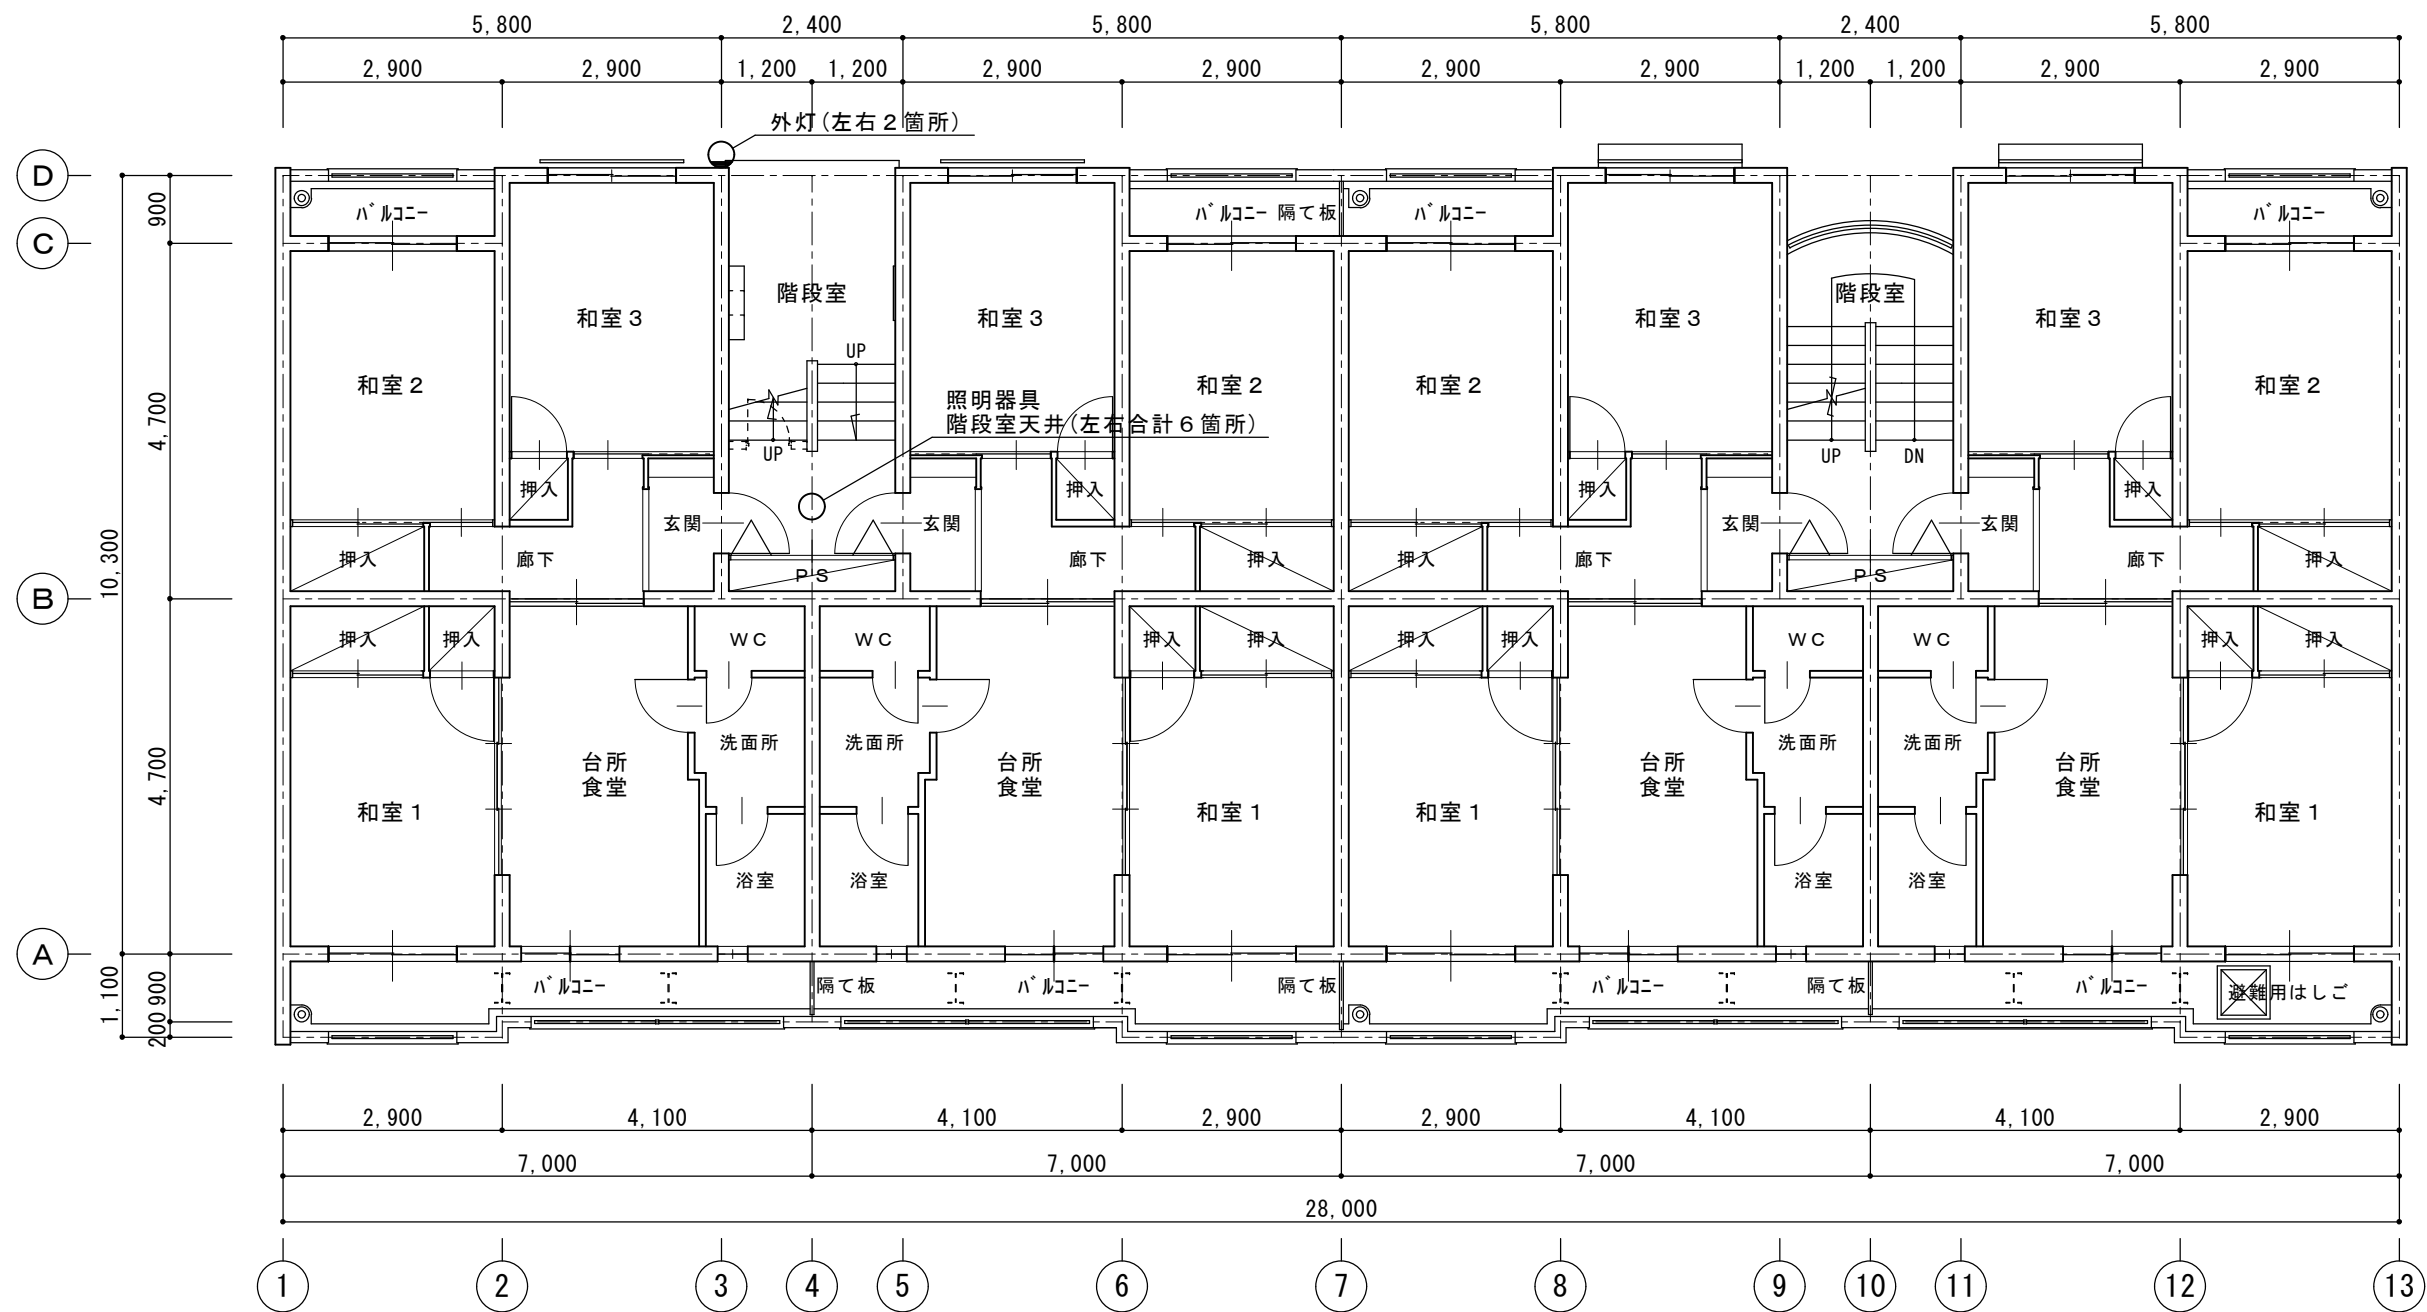 5,800 2,400 5,800 5,800 2,400 5,800
2,900 2,900 1,200 1,200 2,900 2,900 2,900 2,900 1,200 1,200 2,900 2,900
外灯(左右２箇所)
D
900
バルコニー バルコニー 隔て板 バルコニー バルコニー
C
階段室 階段室
和室３ 和室３ 和室３ 和室３
UP
和室２ 和室２ 和室２ 和室２
照明器具
階段室天井(左右合計６箇所)
4,700
UP UP DN
押入 押入 押入 押入
玄関 玄関 玄関 玄関
10,300
押入 廊下 廊下 押入 押入 廊下 廊下 押入
ＰＳ ＰＳ
B
押入 押入 ＷＣ ＷＣ 押入 押入 押入 押入 ＷＣ ＷＣ 押入 押入
洗面所 洗面所 洗面所 洗面所
台所 台所 台所 台所
食堂 食堂 食堂 食堂
4,700
和室１ 和室１ 和室１ 和室１
浴室 浴室 浴室 浴室
A
バルコニー 隔て板 バルコニー 隔て板 バルコニー 隔て板 バルコニー 避難用はしご
1,100
900
200
2,900 4,100 4,100 2,900 2,900 4,100 4,100 2,900
7,000 7,000 7,000 7,000
28,000
1 2 3 4 5 6 7 8 9 10 11 12 13